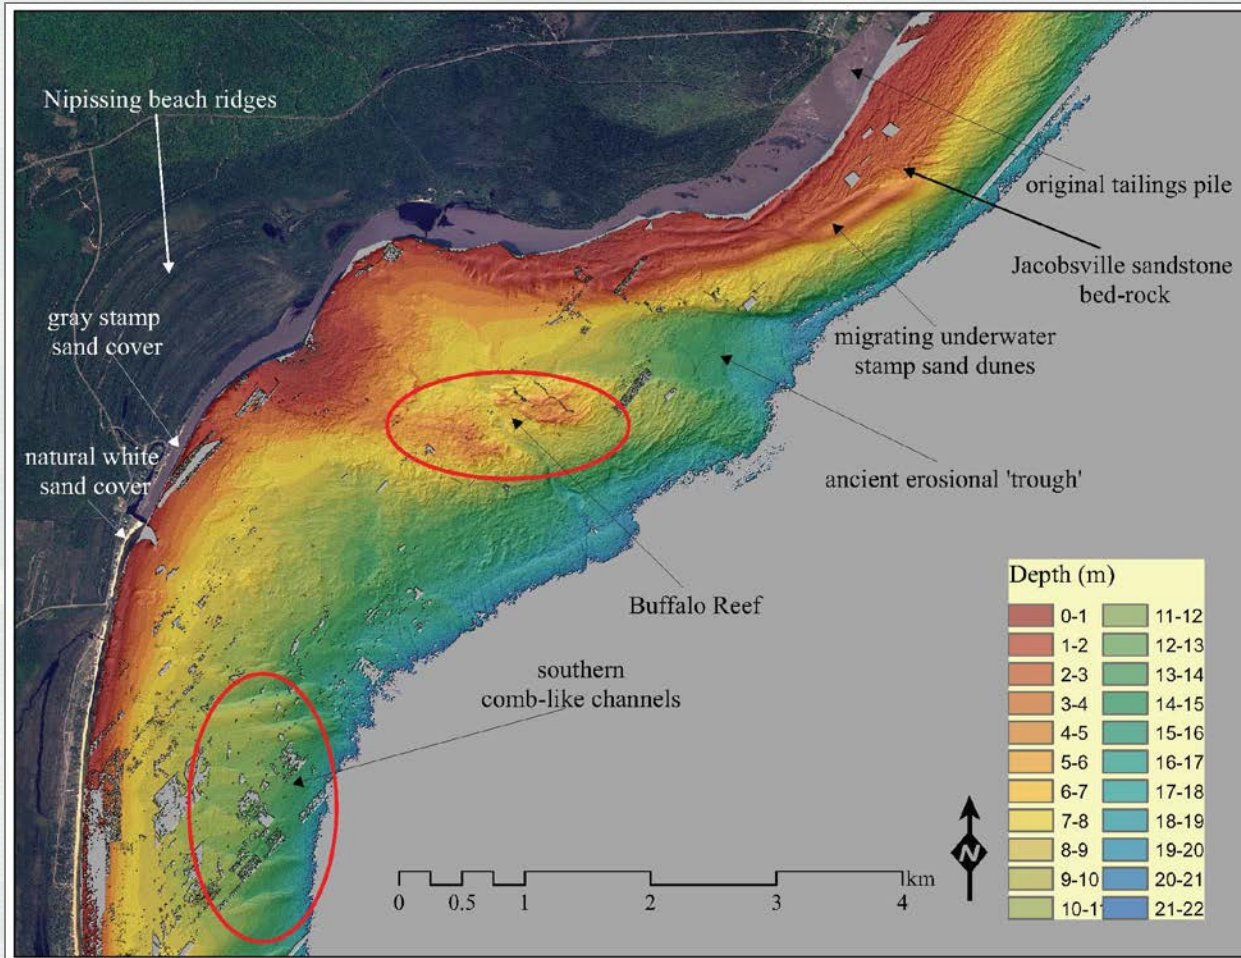 Nipissing beach ridges
gray stamp
sand cover
natural white
sand cover
original tailings pile
Jacobsville sandstone
bed-rock
migrating underwater
stamp sand dunes
ancient erosional 'trough'
Buffalo Reef
southern
comb-like channels
Depth (m)
0-1
1-2
2-3
3-4
4-5
5-6
6-7
7-8
8-9
9-10
10-11
11-12
12-13
13-14
14-15
15-16
16-17
17-18
18-19
19-20
20-21
21-22
N
km
0 0.5 1 2 3 4